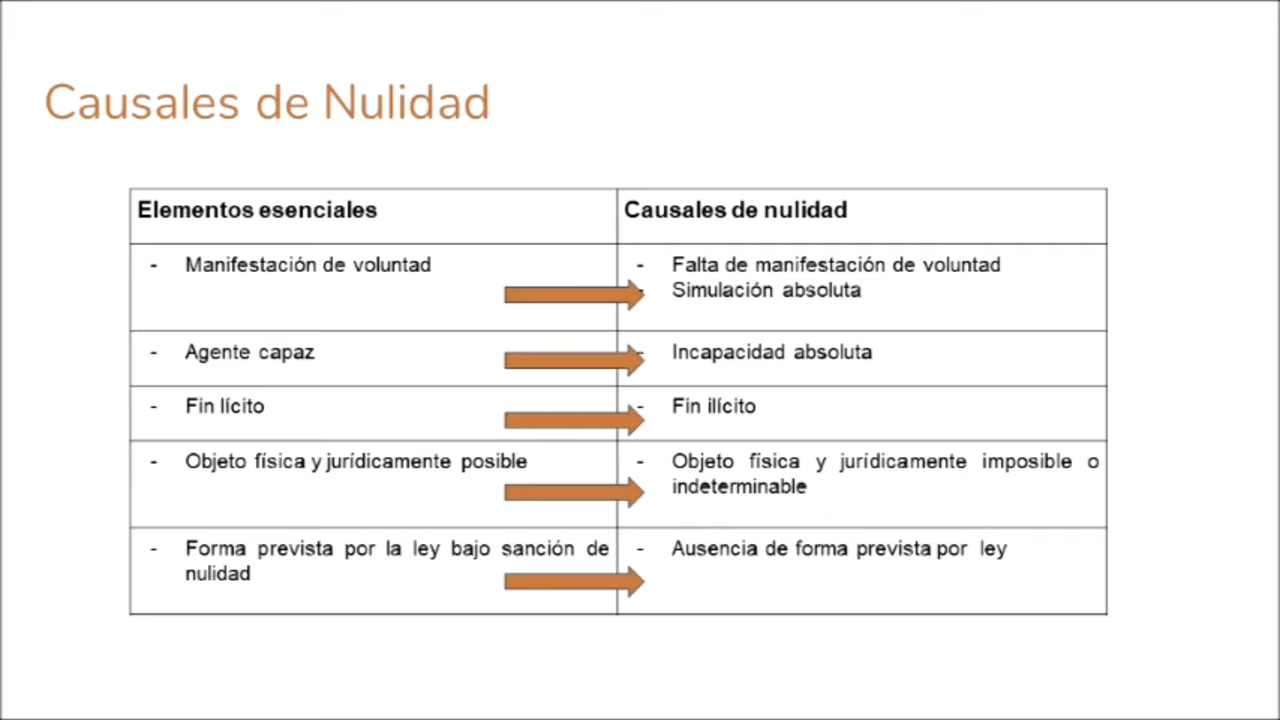 Causales de Nulidad
Elementos esenciales
Causales de nulidad
- Manifestación de voluntad
- Falta de manifestación de voluntad
- Simulación absoluta
- Agente capaz
- Incapacidad absoluta
- Fin lícito
- Fin ilícito
- Objeto física y jurídicamente posible
- Objeto física y jurídicamente imposible o
indeterminable
- Forma prevista por la ley bajo sanción de
nulidad
- Ausencia de forma prevista por ley